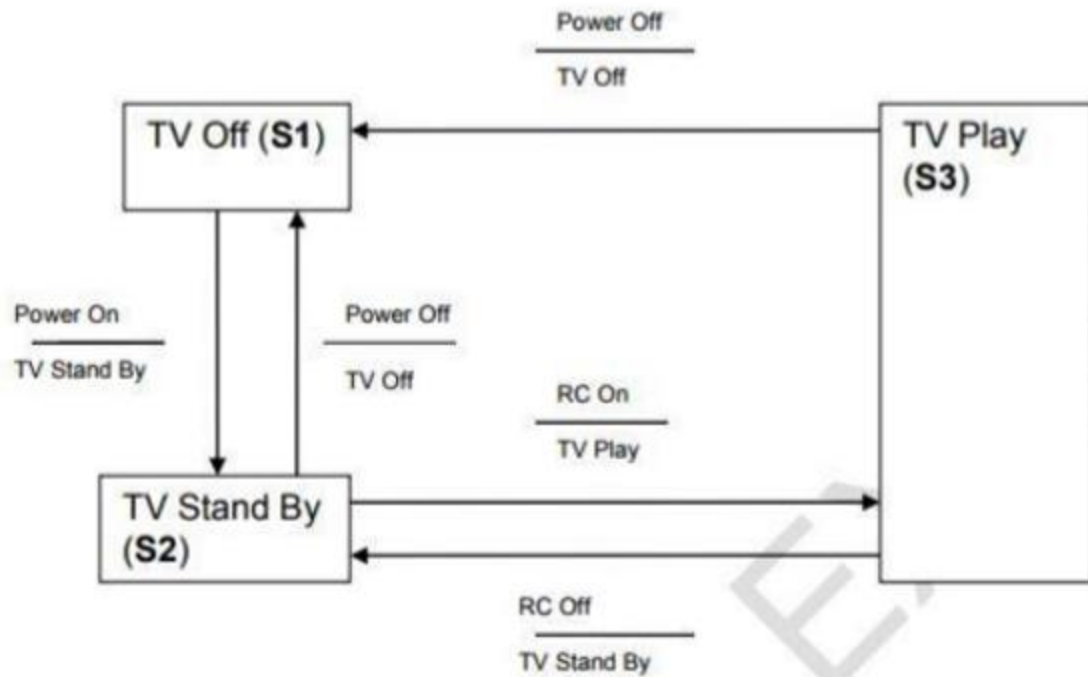 Power Off
TV Off
TV Off (S1)
TV Play
(S3)
Power On
TV Stand By
Power Off
TV Off
RC On
TV Play
TV Stand By
(S2)
RC Off
TV Stand By